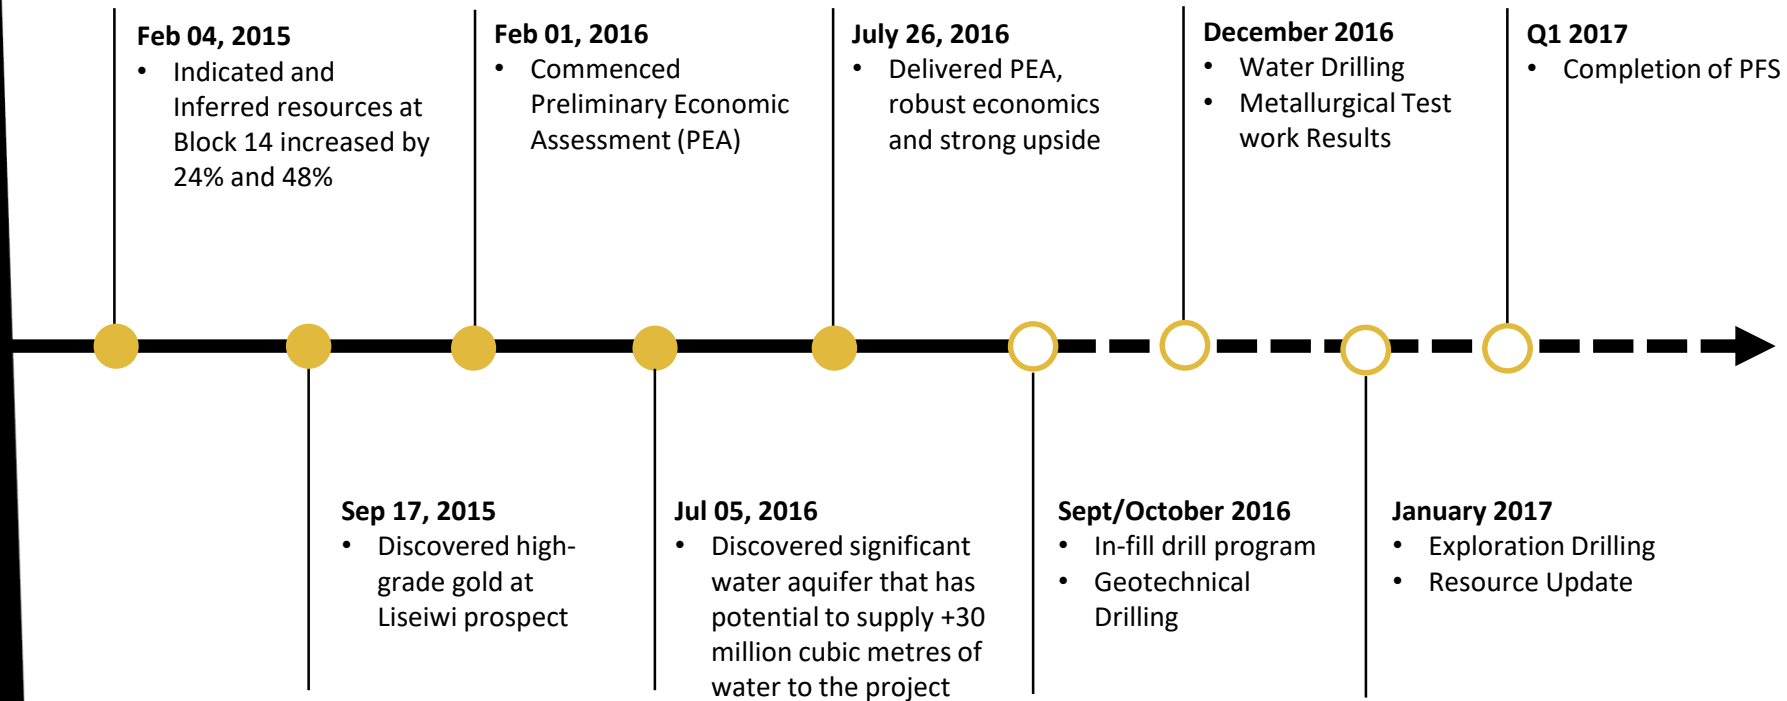 Feb 04, 2015
• Indicated and
Inferred resources at
Block 14 increased by
24% and 48%
Feb 01, 2016
• Commenced
Preliminary Economic
Assessment (PEA)
July 26, 2016
• Delivered PEA,
robust economics
and strong upside
December 2016
• Water Drilling
• Metallurgical Test
work Results
Q1 2017
• Completion of PFS
Sep 17, 2015
• Discovered high-
grade gold at
Liseiwi prospect
Jul 05, 2016
• Discovered significant
water aquifer that has
potential to supply +30
million cubic metres of
water to the project
Sept/October 2016
• In-fill drill program
• Geotechnical
Drilling
January 2017
• Exploration Drilling
• Resource Update